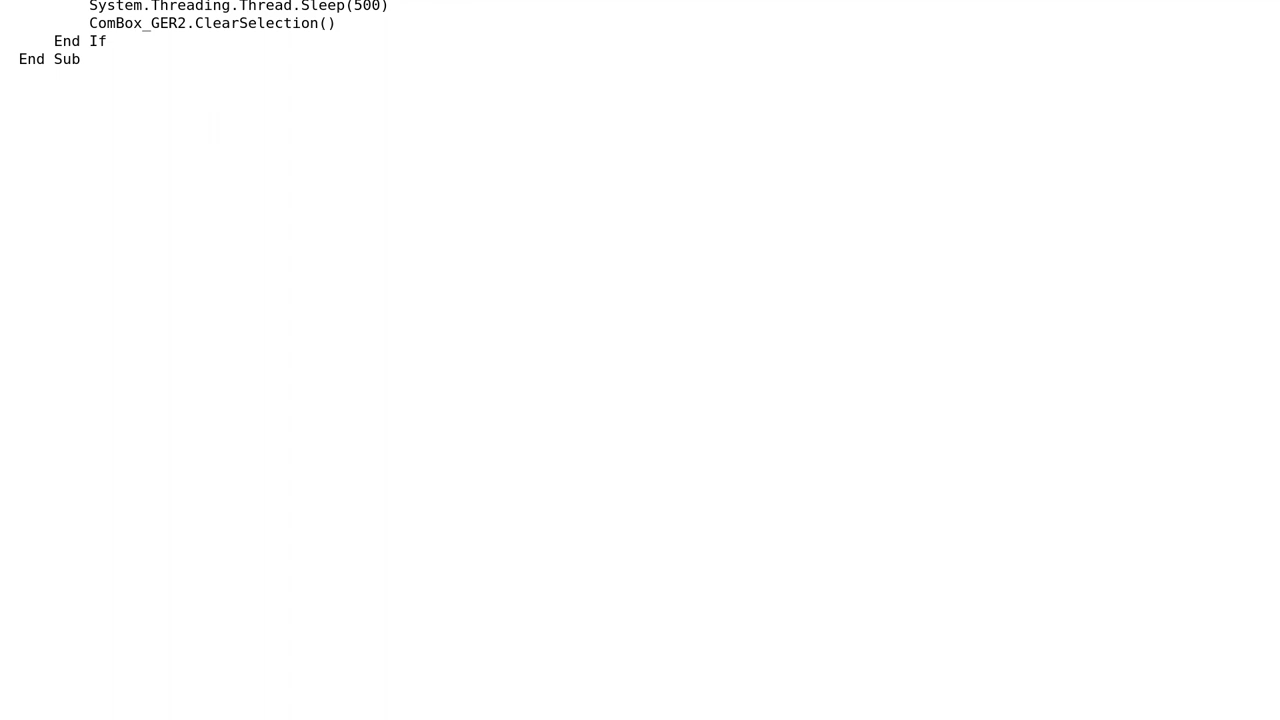 System.Threading.Thread.Sleep(500)
ComBox_GER2.ClearSelection()
End If
End Sub